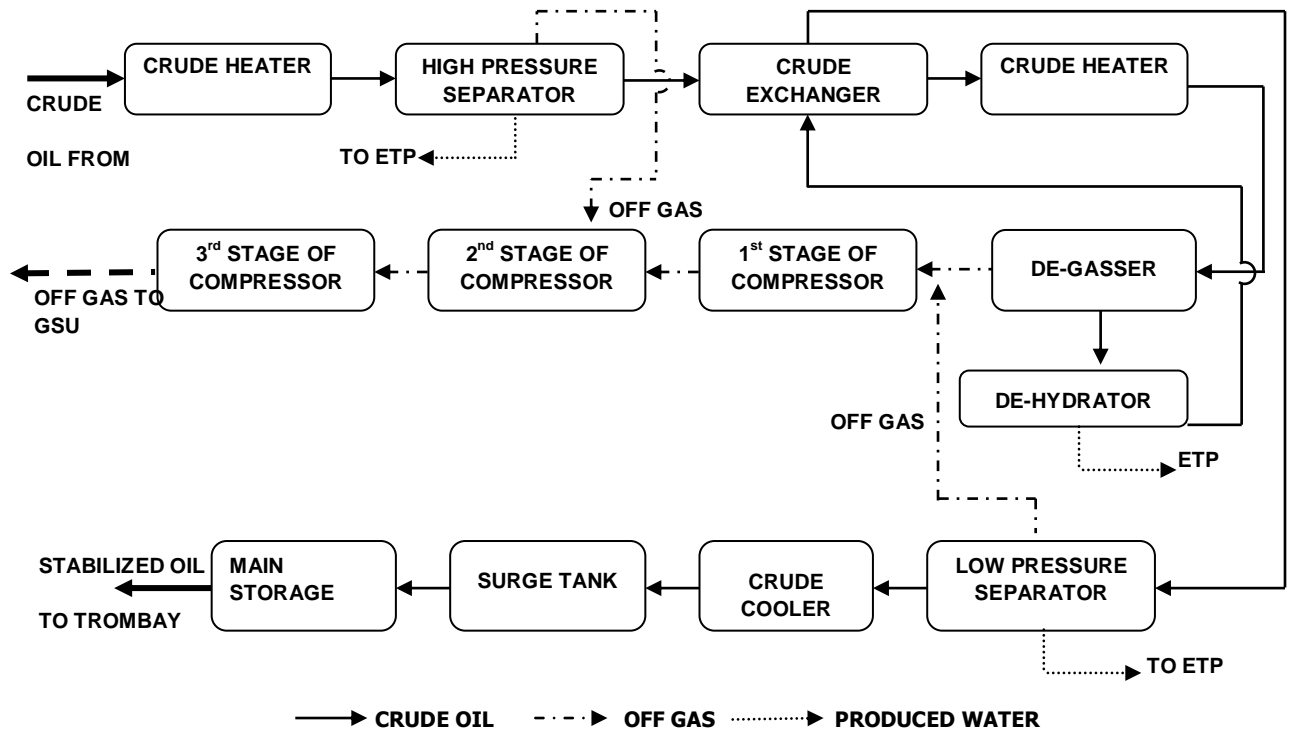 CRUDE HEATER
HIGH PRESSURE
SEPARATOR
CRUDE
EXCHANGER
CRUDE HEATER
CRUDE
OIL FROM
TO ETP
OFF GAS
3rd STAGE OF
COMPRESSOR
2nd STAGE OF
COMPRESSOR
1st STAGE OF
COMPRESSOR
DE-GASSER
OFF GAS TO
GSU
DE-HYDRATOR
OFF GAS
ETP
STABILIZED OIL
TO TROMBAY
MAIN
STORAGE
SURGE TANK
CRUDE
COOLER
LOW PRESSURE
SEPARATOR
TO ETP
CRUDE OIL
OFF GAS
PRODUCED WATER